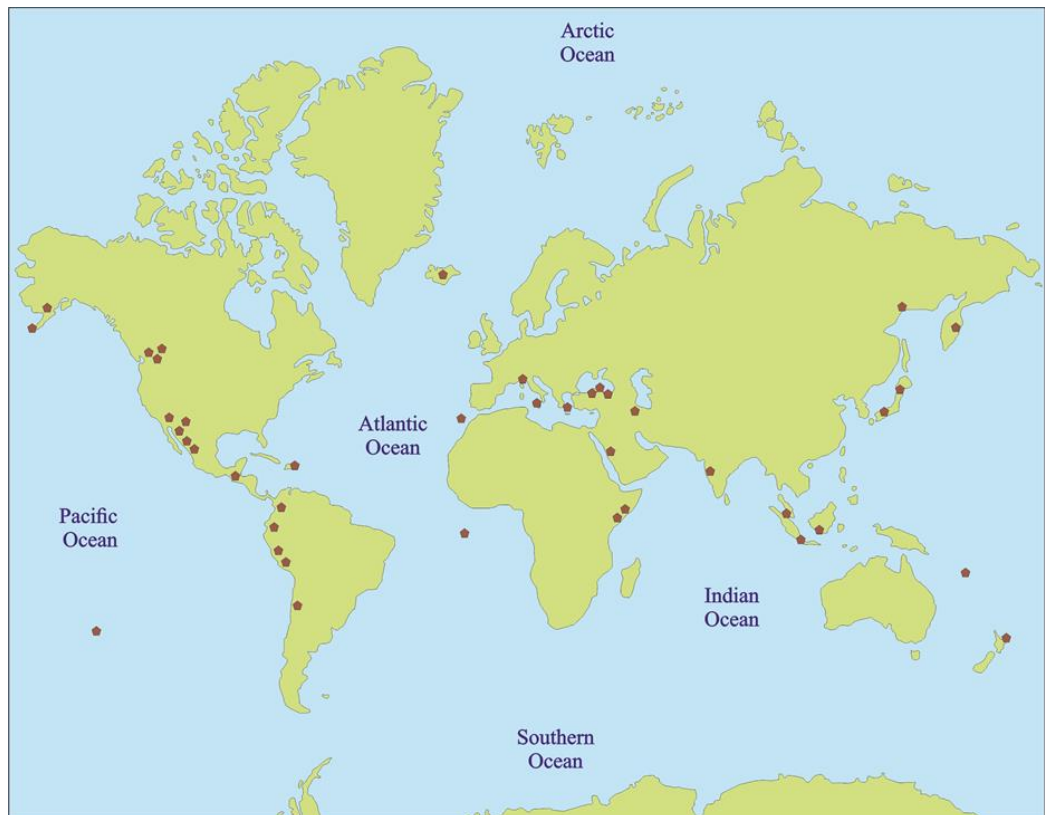 Arctic
Ocean
Atlantic
Ocean
Pacific
Ocean
Indian
Ocean
Southern
Ocean